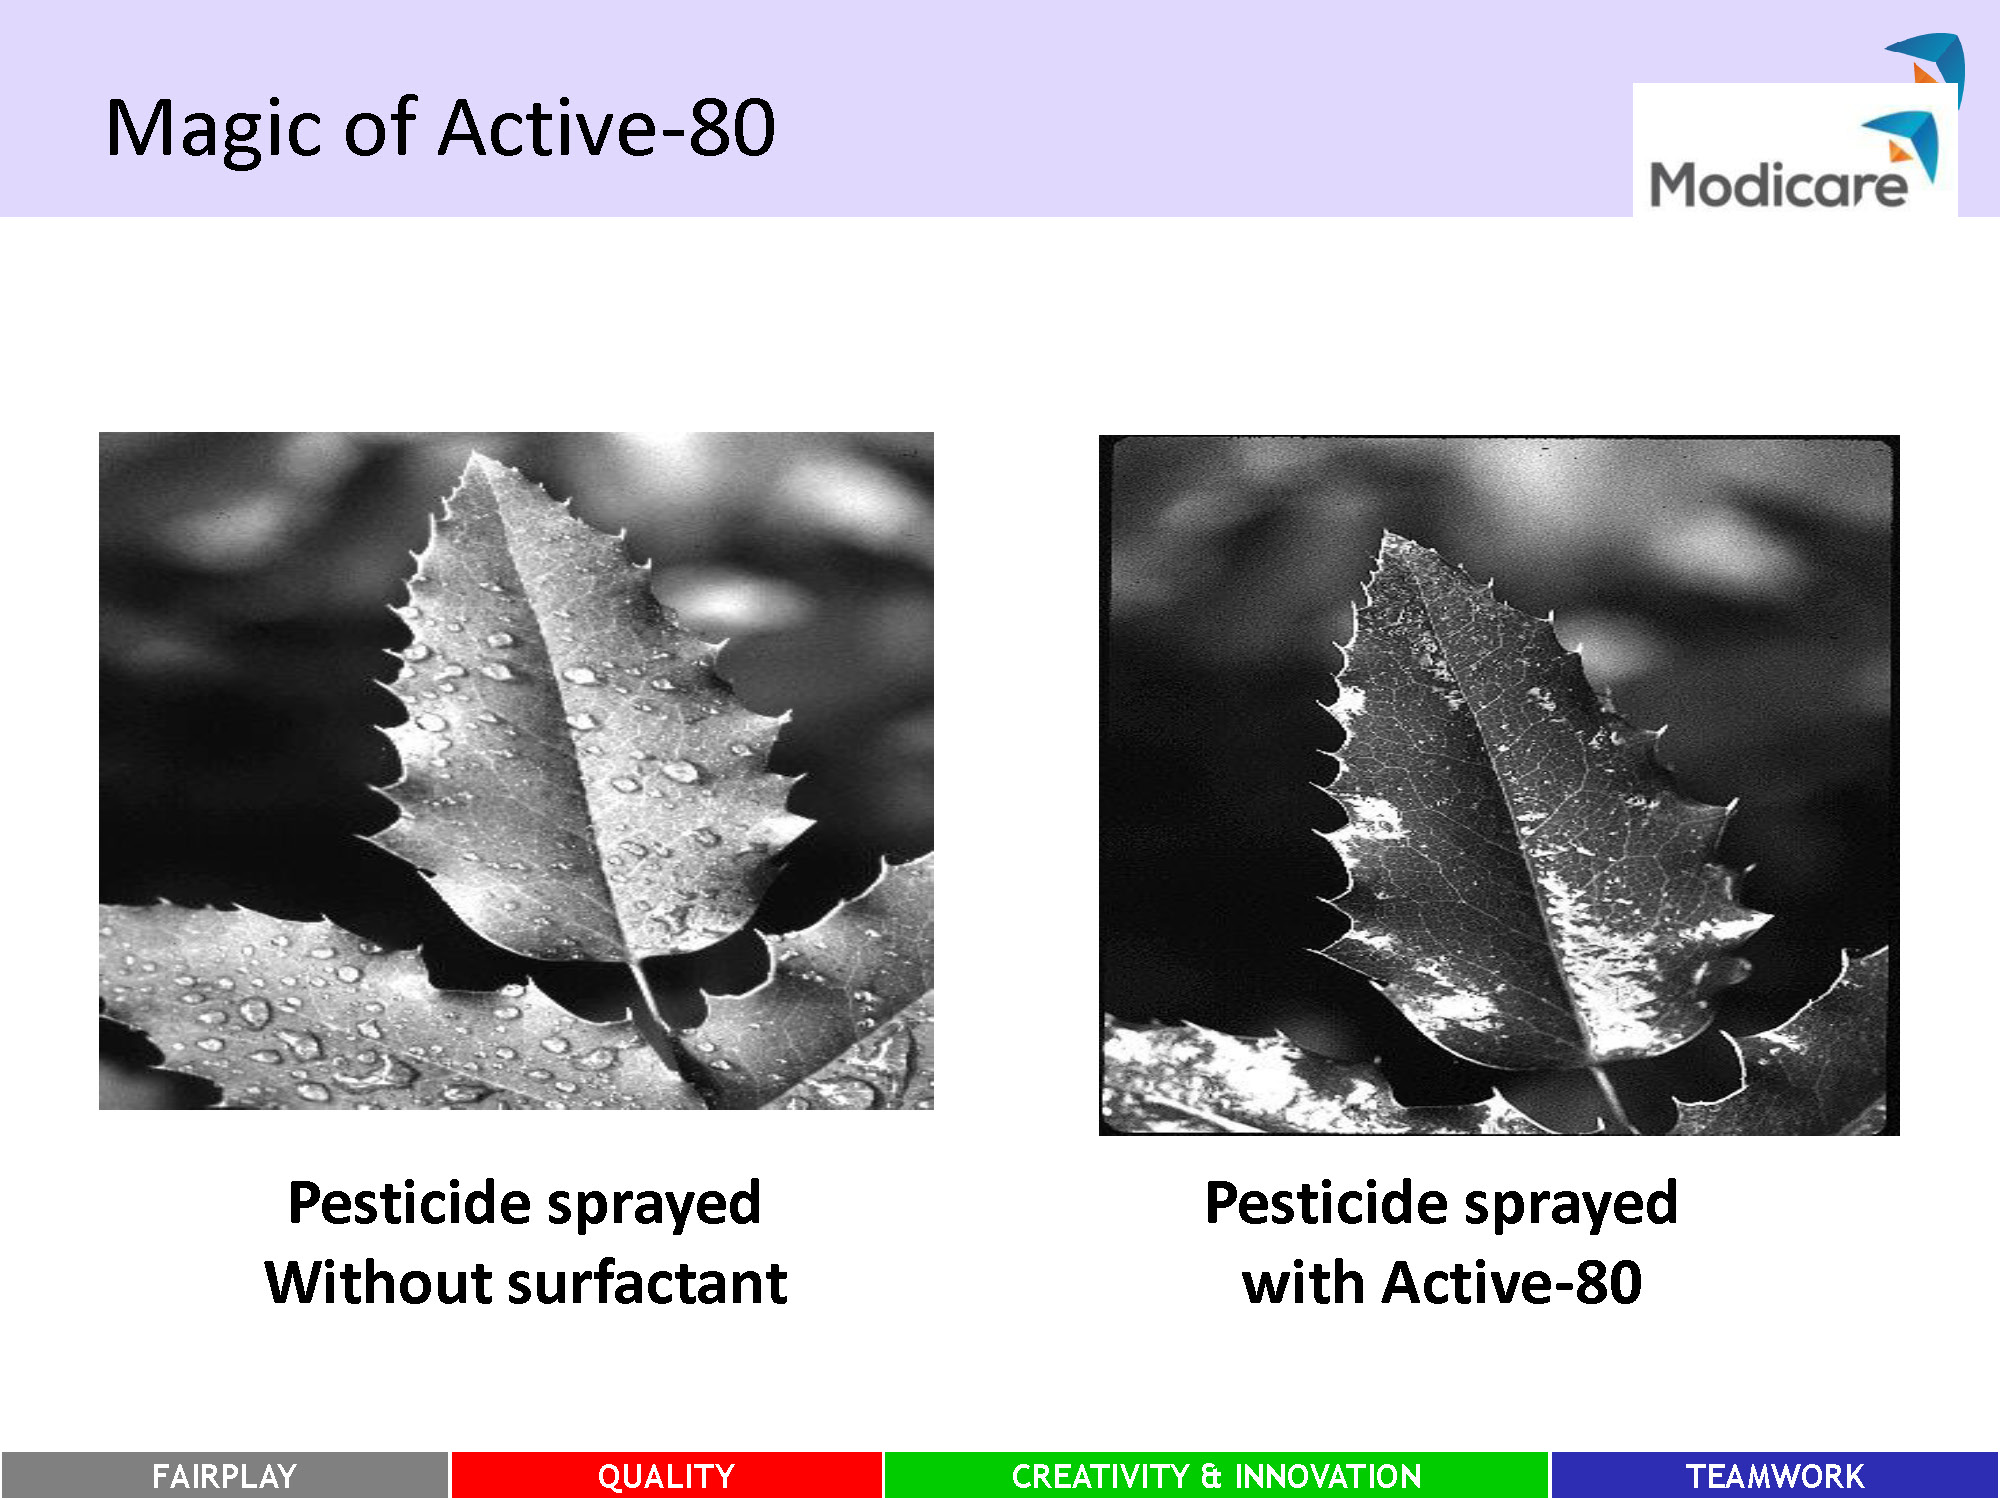 Magic of Active-80
Modicare
Pesticide sprayed
Without surfactant
Pesticide sprayed
with Active-80
FAIRPLAY
QUALITY
CREATIVITY & INNOVATION
TEAMWORK